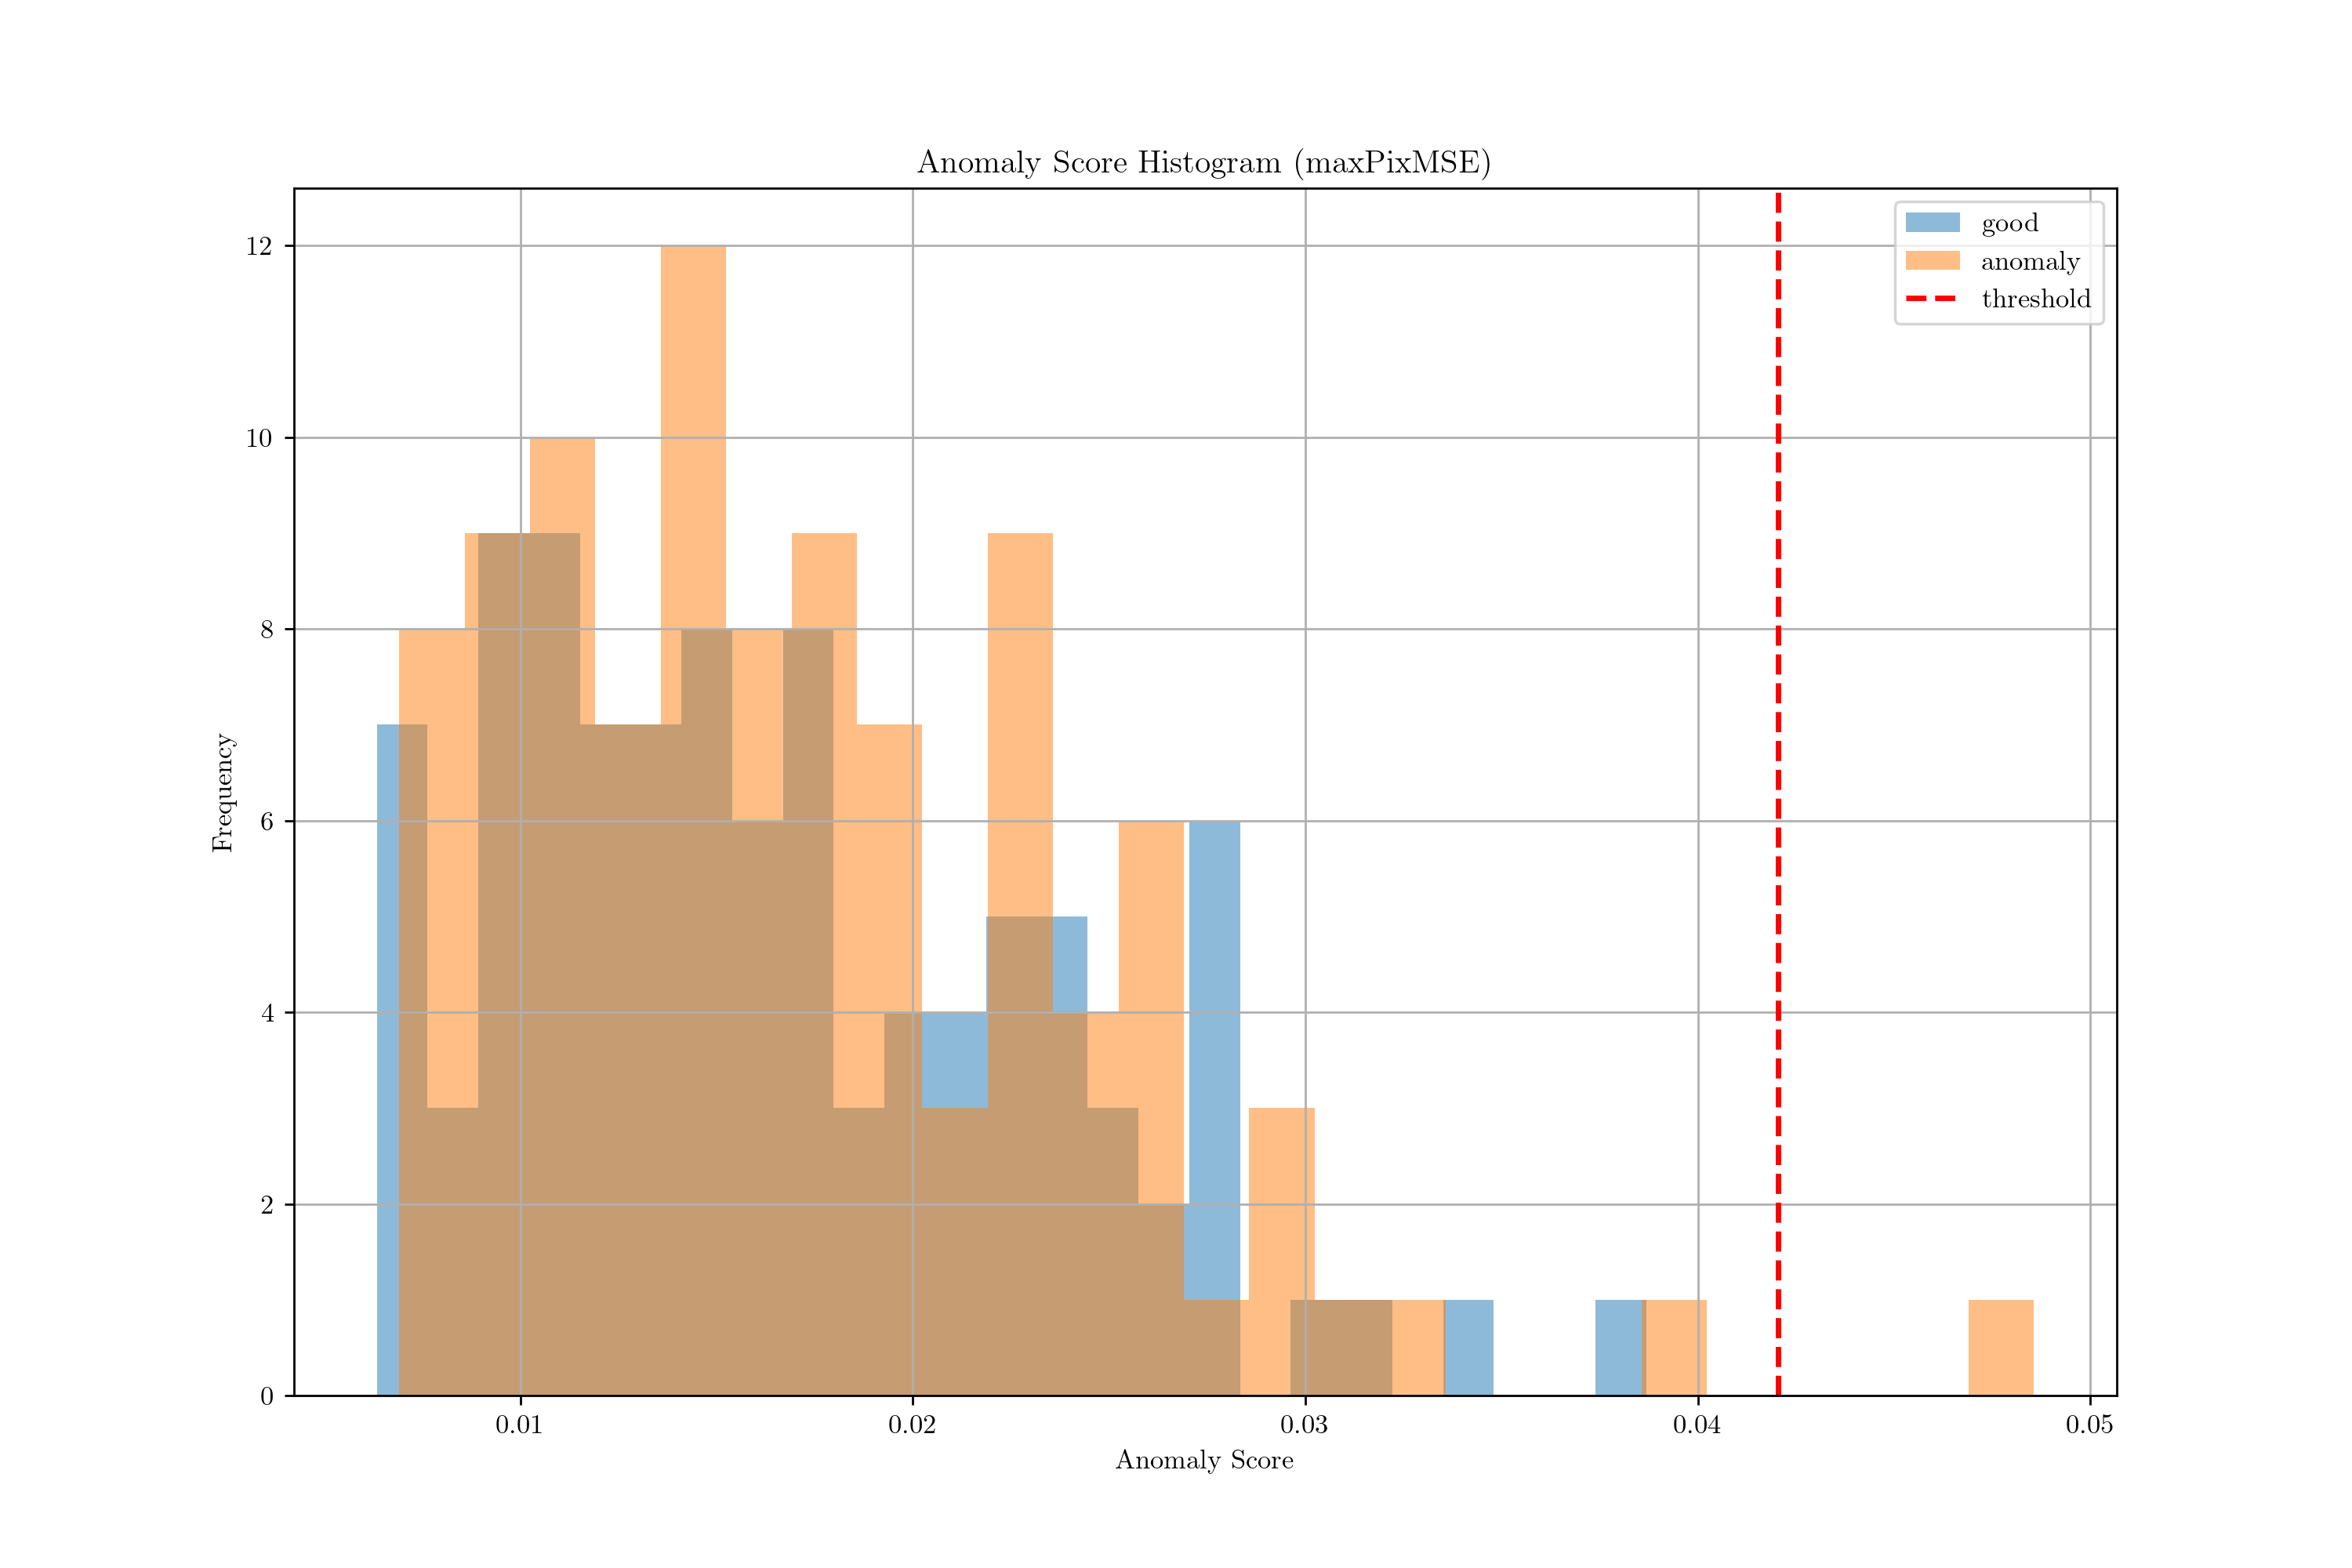 Anomaly Score Histogram (maxPixMSE)
good
anomaly
threshold
12
10
8
6
4
2
0
Frequency
0.01 0.02 0.03 0.04 0.05
Anomaly Score